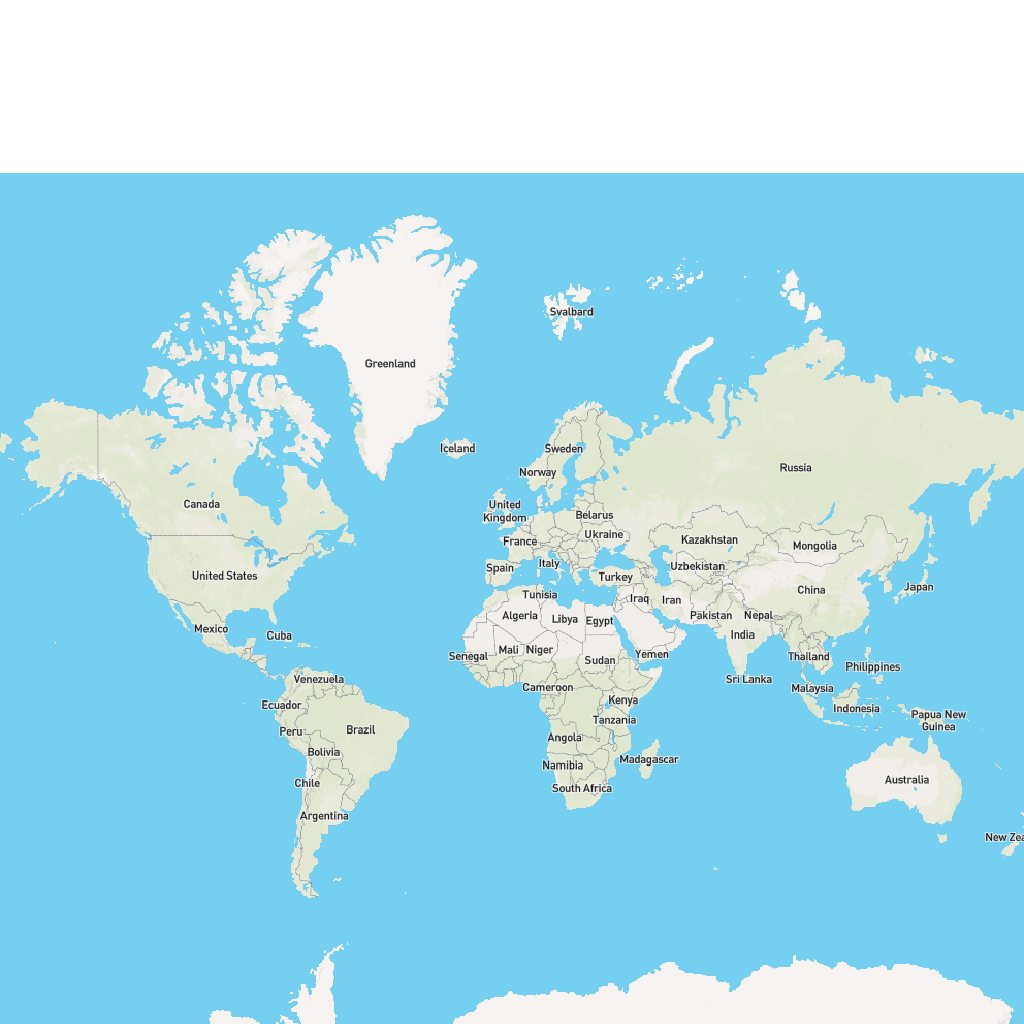 Svalbard
Greenland
Iceland
Sweden
Norway
Russia
Canada
United
Kingdom
Belarus
Ukraine
France
Kazakhstan
Mongolia
Italy
Spain
Uzbekistan
United States
Turkey
China
Japan
Tunisia
Iraq
Iran
Algeria
Libya
Egypt
Pakistan
Nepal
Mexico
Cuba
India
Mali
Niger
Senegal
Sudan
Yemen
Thailand
Philippines
Venezuela
Sri Lanka
Cameroon
Malaysia
Ecuador
Kenya
Indonesia
Papua New
Guinea
Peru
Brazil
Tanzania
Angola
Bolivia
Namibia
Madagascar
Chile
South Africa
Australia
Argentina
New Zea